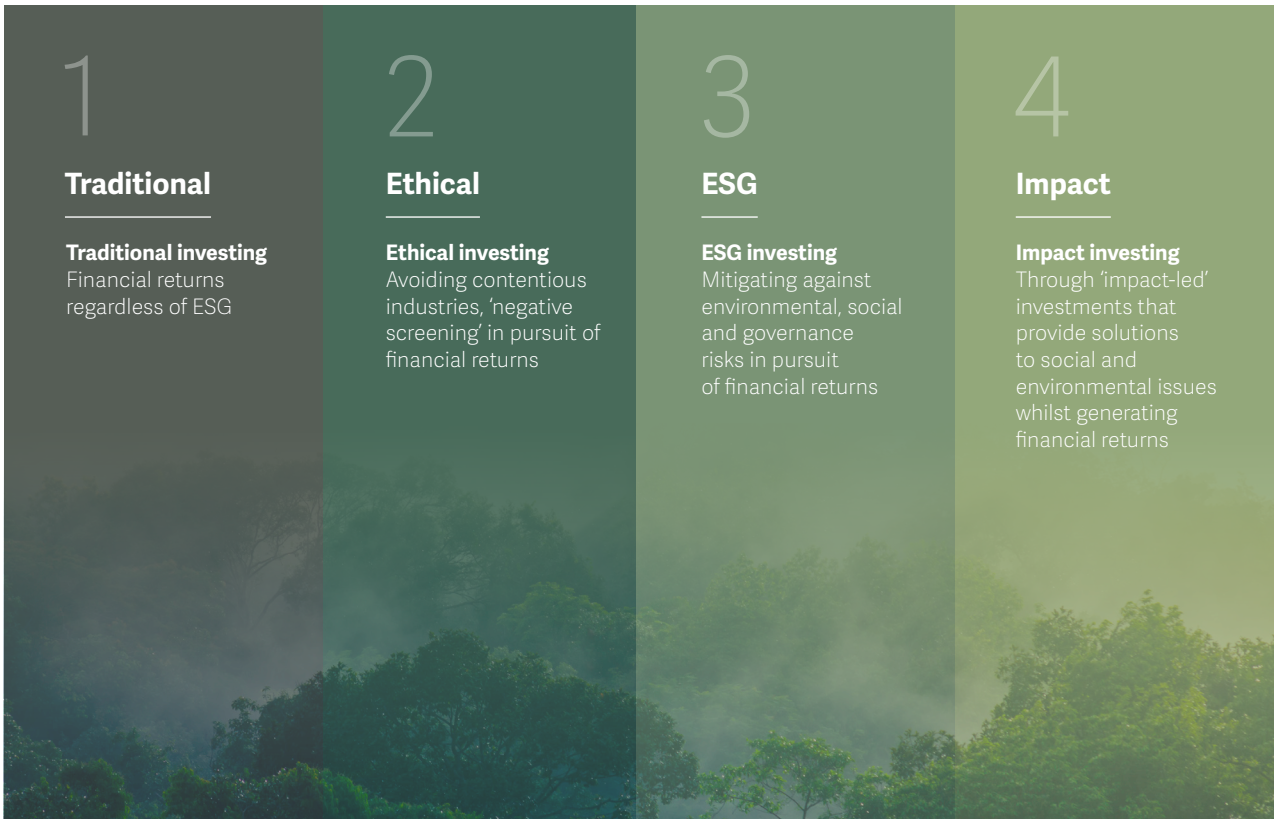 1
Traditional
Traditional investing
Financial returns
regardless of ESG
2
Ethical
Ethical investing
Avoiding contentious
industries, ‘negative
screening’ in pursuit of
financial returns
3
ESG
ESG investing
Mitigating against
environmental, social
and governance
risks in pursuit
of financial returns
4
Impact
Impact investing
Through ‘impact-led’
investments that
provide solutions
to social and
environmental issues
whilst generating
financial returns